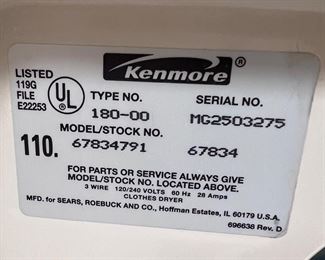 Kenmore ®
LISTED
119G
FILE
E22253
UL ®
TYPE NO. SERIAL NO.
180-00 MG2503275
MODEL/STOCK NO.
110. 67834791 67834
FOR PARTS OR SERVICE ALWAYS GIVE
MODEL/STOCK NO. LOCATED ABOVE.
3 WIRE 120/240 VOLTS 60 Hz 28 Amps
CLOTHES DRYER
MFD. for SEARS, ROEBUCK AND CO., Hoffman Estates, IL 60179 U.S.A.
696638 Rev. D